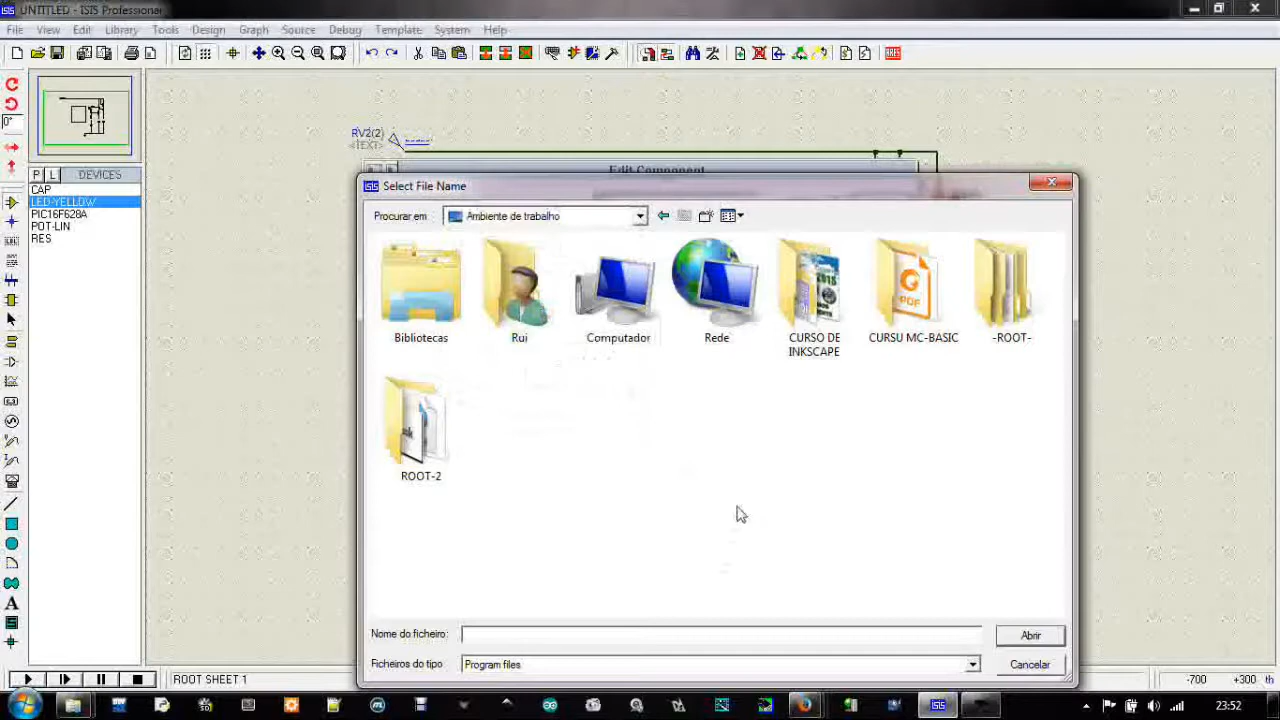 UNTITLED - ISIS Professional
File View Edit Library Tools Design Graph Source Debug Template System Help
0°
RV2(2)
<TEXT>
P L DEVICES
CAP
LED-YELLOW
PIC16F628A
POT-LIN
RES
Edit Component
Select File Name
Procurar em
Ambiente de trabalho
Bibliotecas
Rui
Computador
Rede
CURSO DE INKSCAPE
CURSU MC-BASIC
-ROOT-
ROOT-2
Nome do ficheiro:
Abrir
Ficheiros do tipo
Program files
Cancelar
ROOT SHEET 1
-700 +300 th
23:52